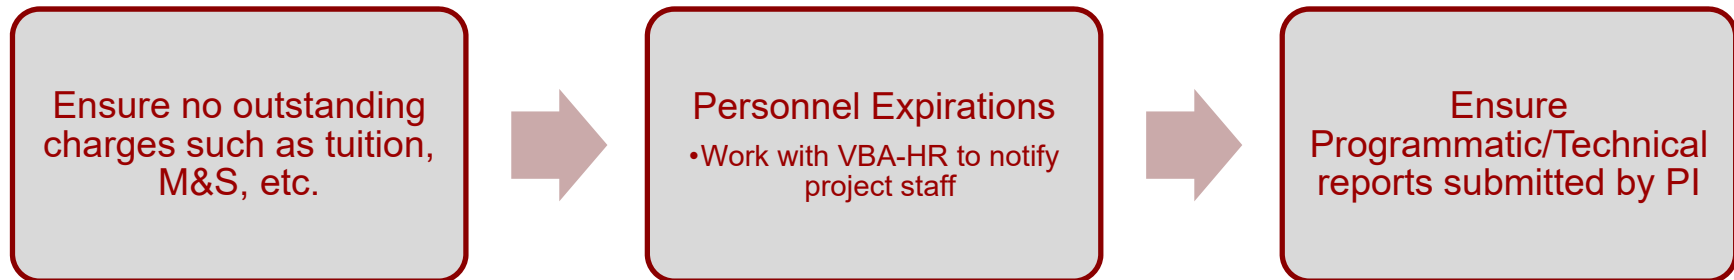 Ensure no outstanding
charges such as tuition,
M&S, etc.
Personnel Expirations
•Work with VBA-HR to notify
project staff
Ensure
Programmatic/Technical
reports submitted by PI